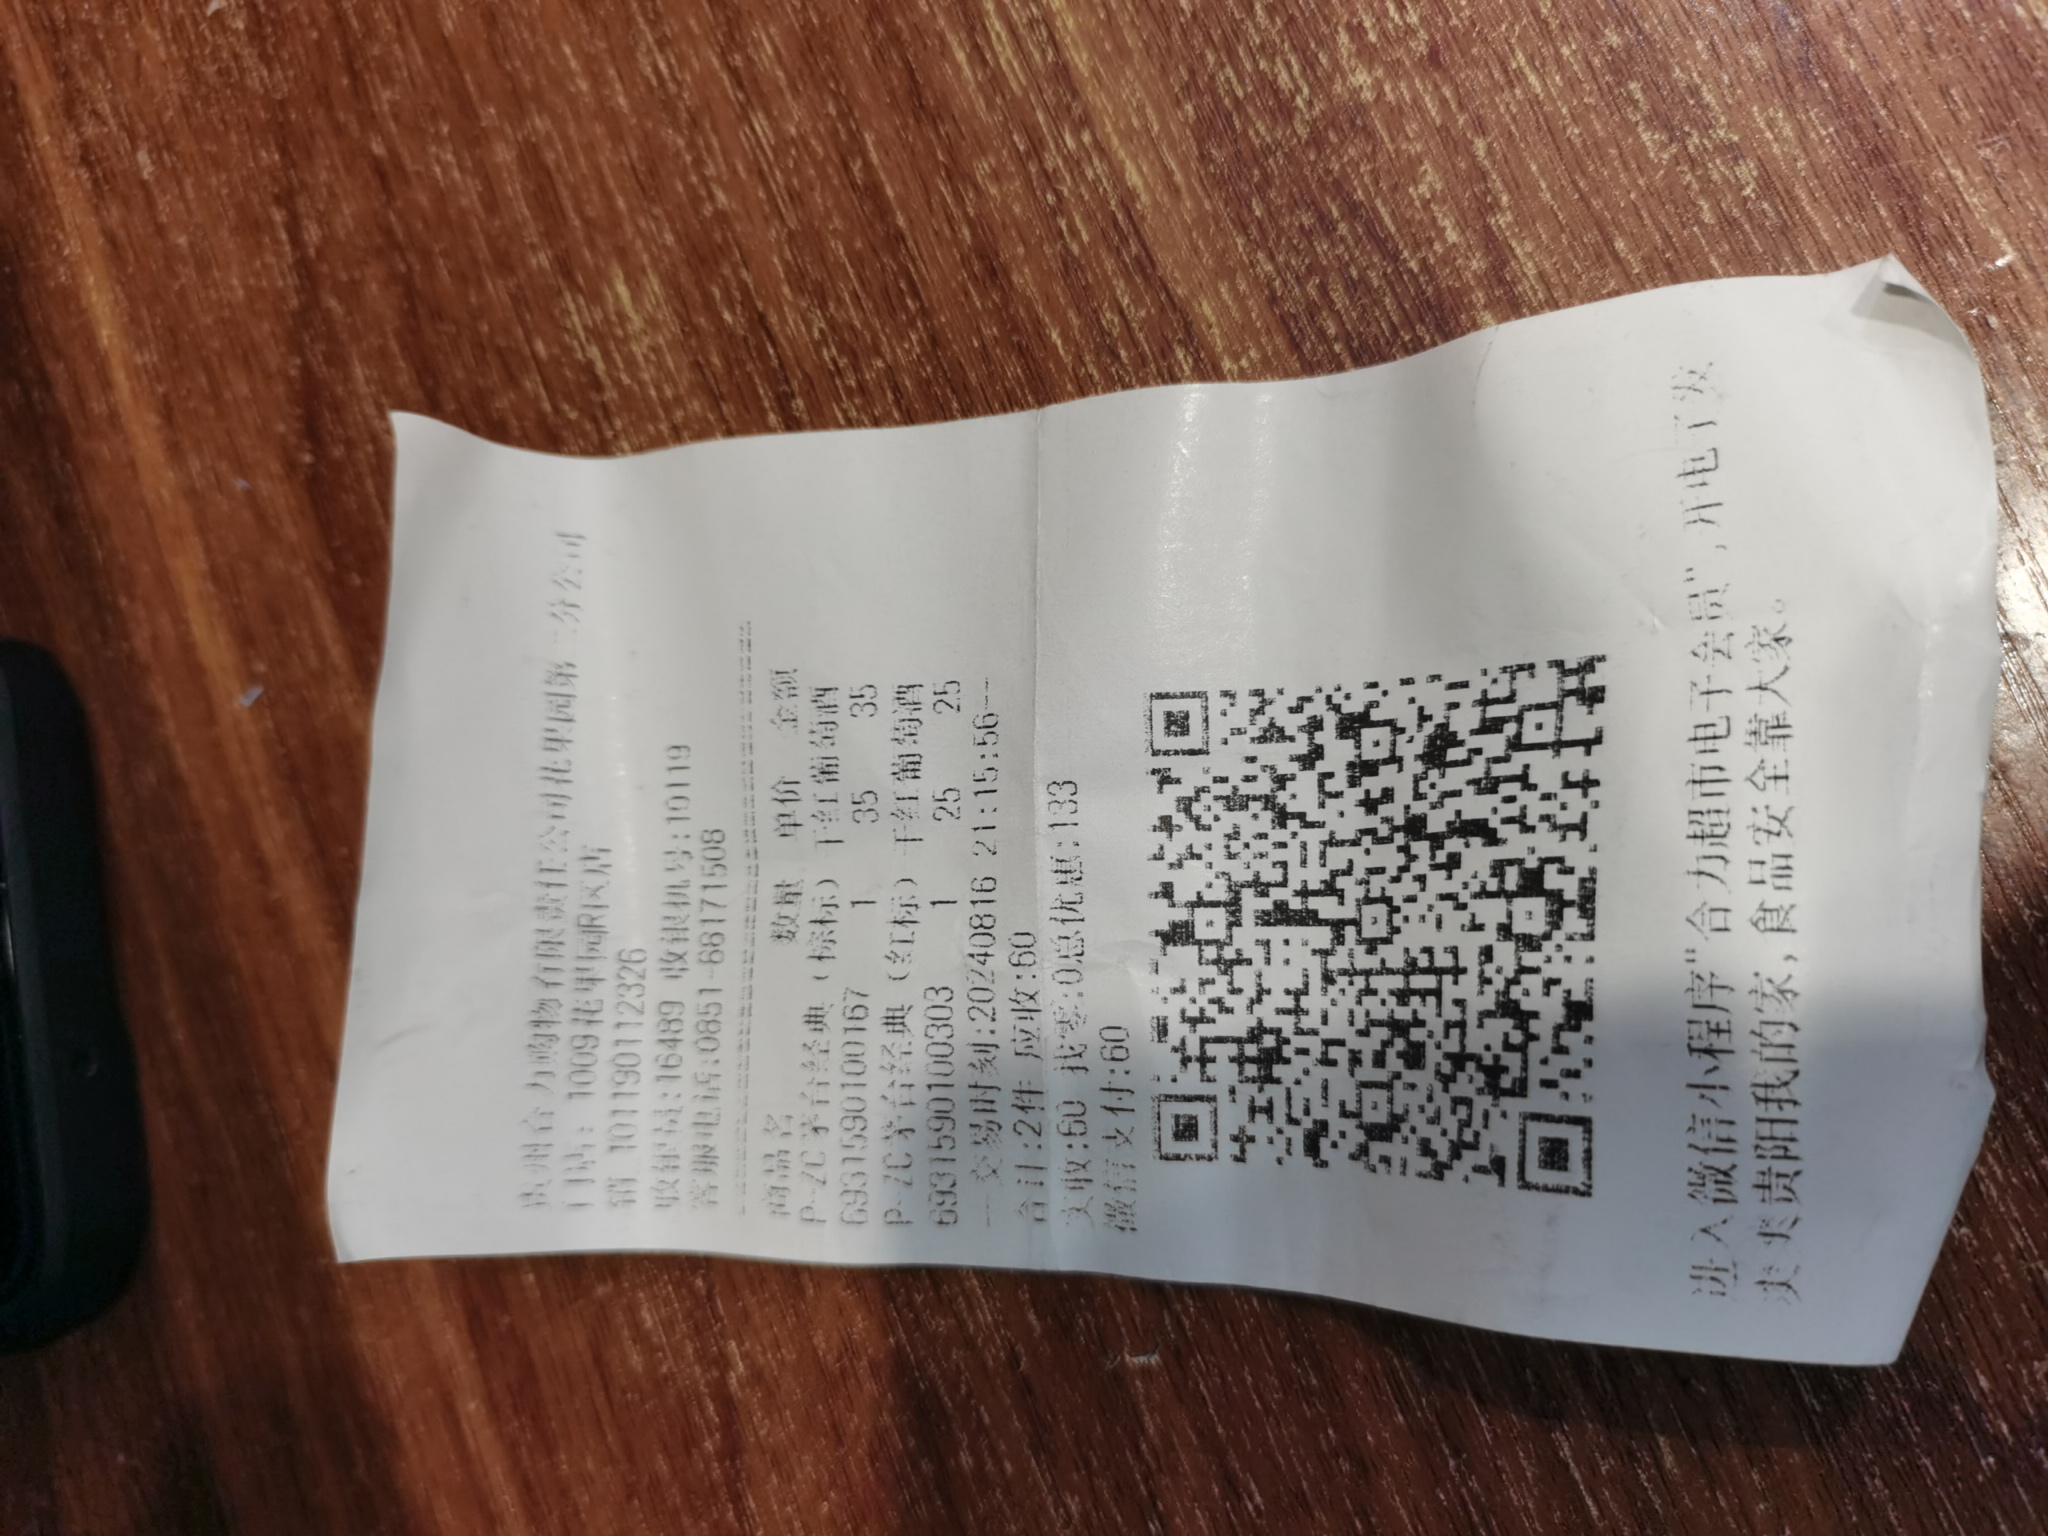 贵州合力购物有限责任公司花果园第二分公司
门店: 1009花果园R区店
销 1011901112326
收银员:16489 收银机号:10119
客服电话:0851-88171508
商品名 数量 单价 金额
P-ZC茅台经典(棕标)干红葡萄酒
6931590100167 1 35 35
P-ZC茅台经典(红标)干红葡萄酒
6931590100303 1 25 25
--交易时刻:20240816 21:15:56--
合计:2件 应收:60
实收:60 找零:0总优惠:133
微信支付:60
进入微信小程序"合力超市电子会员",开电子发
爽爽贵阳我的家,食品安全靠大家。